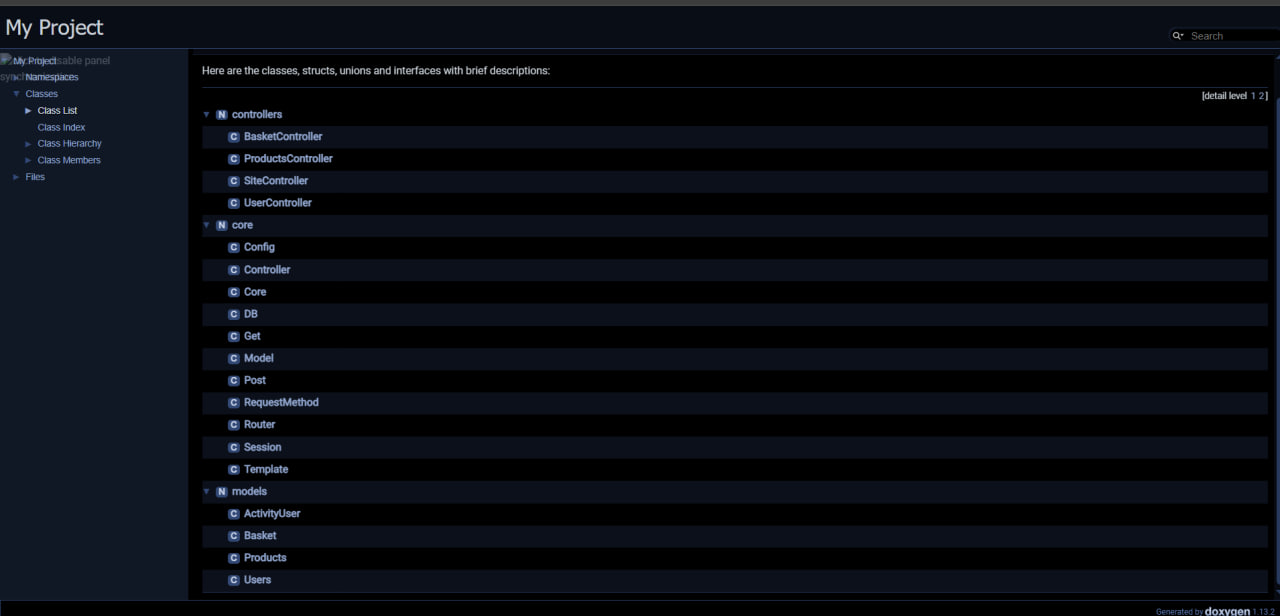 My Project
Search
My Project
Namespaces
Classes
Class List
Class Index
Class Hierarchy
Class Members
Files
Here are the classes, structs, unions and interfaces with brief descriptions:
[detail level 1 2]
N controllers
C BasketController
C ProductsController
C SiteController
C UserController
N core
C Config
C Controller
C Core
C DB
C Get
C Model
C Post
C RequestMethod
C Router
C Session
C Template
N models
C ActivityUser
C Basket
C Products
C Users
Generated by doxygen 1.13.2